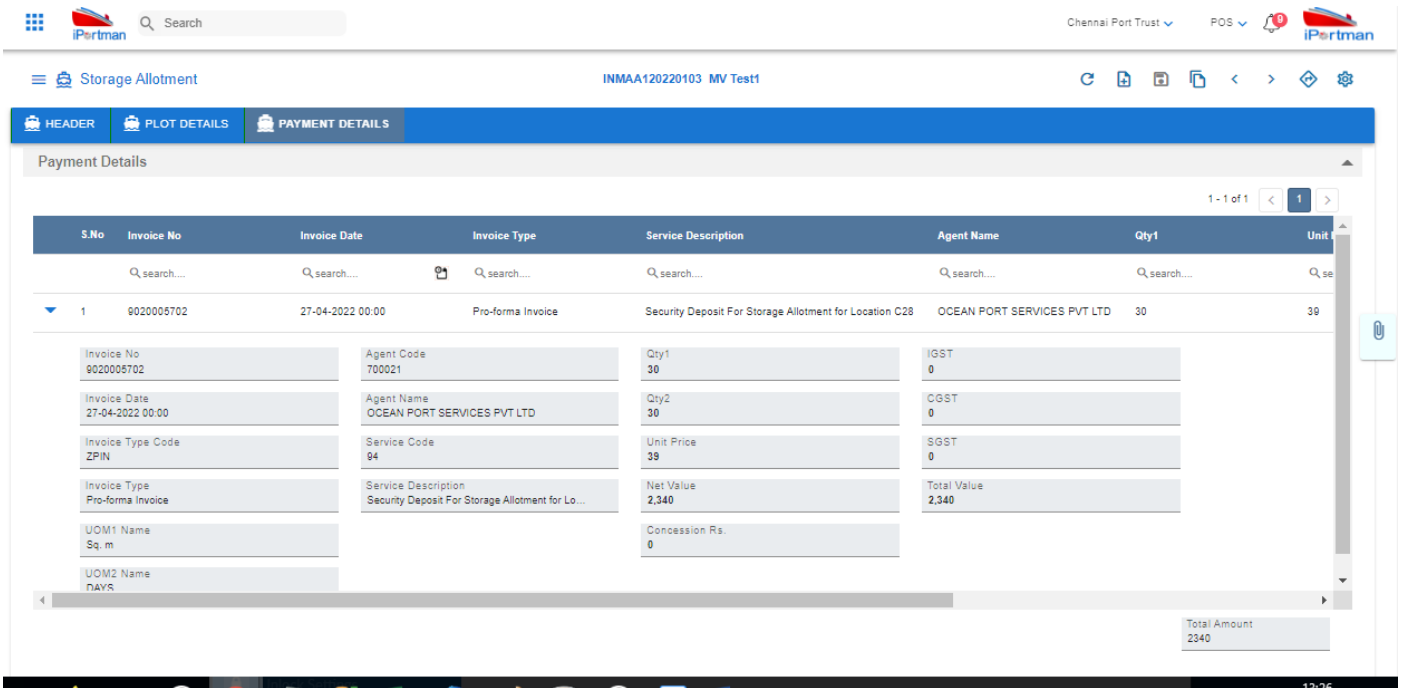 iPortman
Search
Chennai Port Trust
POS
9
iPortman
Storage Allotment
INMAA120220103 MV Test1
HEADER
PLOT DETAILS
PAYMENT DETAILS
Payment Details
1 - 1 of 1 < 1 >
S.No Invoice No Invoice Date Invoice Type Service Description Agent Name Qty1 Unit
search.... search.... search.... search.... search.... search.... se
1 9020005702 27-04-2022 00:00 Pro-forma Invoice Security Deposit For Storage Allotment for Location C28 OCEAN PORT SERVICES PVT LTD 30 39
Invoice No Agent Code Qty1 IGST
9020005702 700021 30 0
Invoice Date Agent Name Qty2 CGST
27-04-2022 00:00 OCEAN PORT SERVICES PVT LTD 30 0
Invoice Type Code Service Code Unit Price SGST
ZPIN 94 39 0
Invoice Type Service Description Net Value Total Value
Pro-forma Invoice Security Deposit For Storage Allotment for Lo... 2,340 2,340
UOM1 Name Concession Rs.
Sq. m 0
UOM2 Name
DAYS
Total Amount
2340
13:26